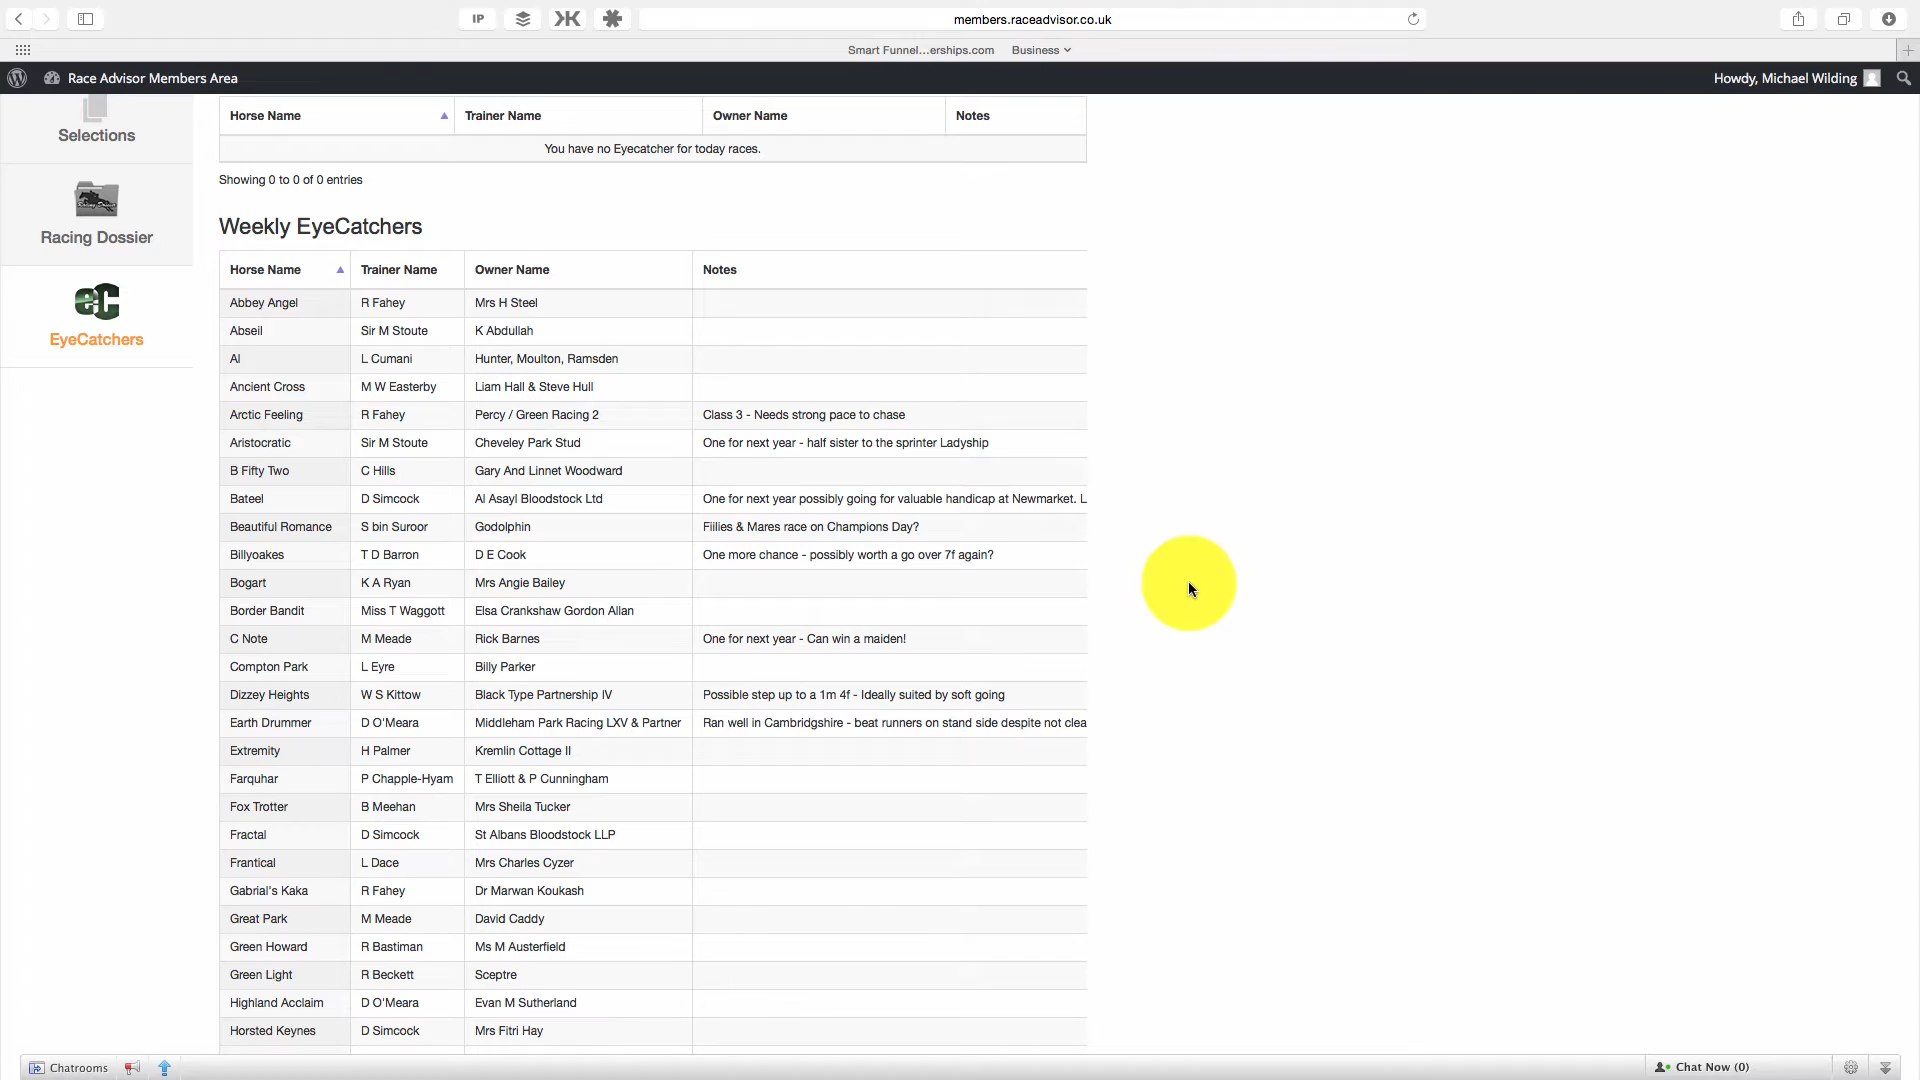 IP
members.raceadvisor.co.uk
Smart Funnel...erships.com Business
Race Advisor Members Area
Howdy, Michael Wilding
Selections
Racing Dossier
EyeCatchers
Horse Name Trainer Name Owner Name Notes
You have no Eyecatcher for today races.
Showing 0 to 0 of 0 entries
Weekly EyeCatchers
Horse Name Trainer Name Owner Name Notes
Abbey Angel R Fahey Mrs H Steel
Abseil Sir M Stoute K Abdullah
Al L Cumani Hunter, Moulton, Ramsden
Ancient Cross M W Easterby Liam Hall & Steve Hull
Arctic Feeling R Fahey Percy / Green Racing 2 Class 3 - Needs strong pace to chase
Aristocratic Sir M Stoute Cheveley Park Stud One for next year - half sister to the sprinter Ladyship
B Fifty Two C Hills Gary And Linnet Woodward
Bateel D Simcock Al Asayl Bloodstock Ltd One for next year possibly going for valuable handicap at Newmarket. L
Beautiful Romance S bin Suroor Godolphin Fiilies & Mares race on Champions Day?
Billyoakes T D Barron D E Cook One more chance - possibly worth a go over 7f again?
Bogart K A Ryan Mrs Angie Bailey
Border Bandit Miss T Waggott Elsa Crankshaw Gordon Allan
C Note M Meade Rick Barnes One for next year - Can win a maiden!
Compton Park L Eyre Billy Parker
Dizzey Heights W S Kittow Black Type Partnership IV Possible step up to a 1m 4f - Ideally suited by soft going
Earth Drummer D O'Meara Middleham Park Racing LXV & Partner Ran well in Cambridgshire - beat runners on stand side despite not clea
Extremity H Palmer Kremlin Cottage II
Farquhar P Chapple-Hyam T Elliott & P Cunningham
Fox Trotter B Meehan Mrs Sheila Tucker
Fractal D Simcock St Albans Bloodstock LLP
Frantical L Dace Mrs Charles Cyzer
Gabrial's Kaka R Fahey Dr Marwan Koukash
Great Park M Meade David Caddy
Green Howard R Bastiman Ms M Austerfield
Green Light R Beckett Sceptre
Highland Acclaim D O'Meara Evan M Sutherland
Horsted Keynes D Simcock Mrs Fitri Hay
Chatrooms
Chat Now (0)